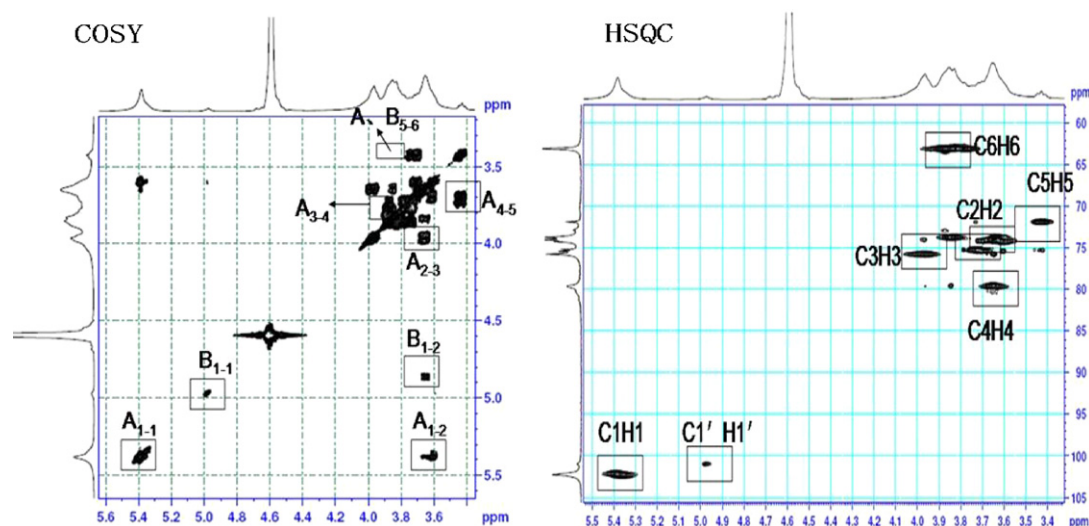 COSY
ppm
A、B5-6
3.5
A3-4
A4-5
4.0
A2-3
4.5
B1-1
B1-2
5.0
A1-1
A1-2
5.5
5.6 5.4 5.2 5.0 4.8 4.6 4.4 4.2 4.0 3.8 3.6 ppm
HSQC
ppm
60
C6H6
65
C5H5
70
C2H2
75
C3H3
80
C4H4
85
90
95
C1H1 C1′ H1′
100
105
5.5 5.4 5.3 5.2 5.1 5.0 4.9 4.8 4.7 4.6 4.5 4.4 4.3 4.2 4.1 4.0 3.9 3.8 3.7 3.6 3.5 3.4 ppm